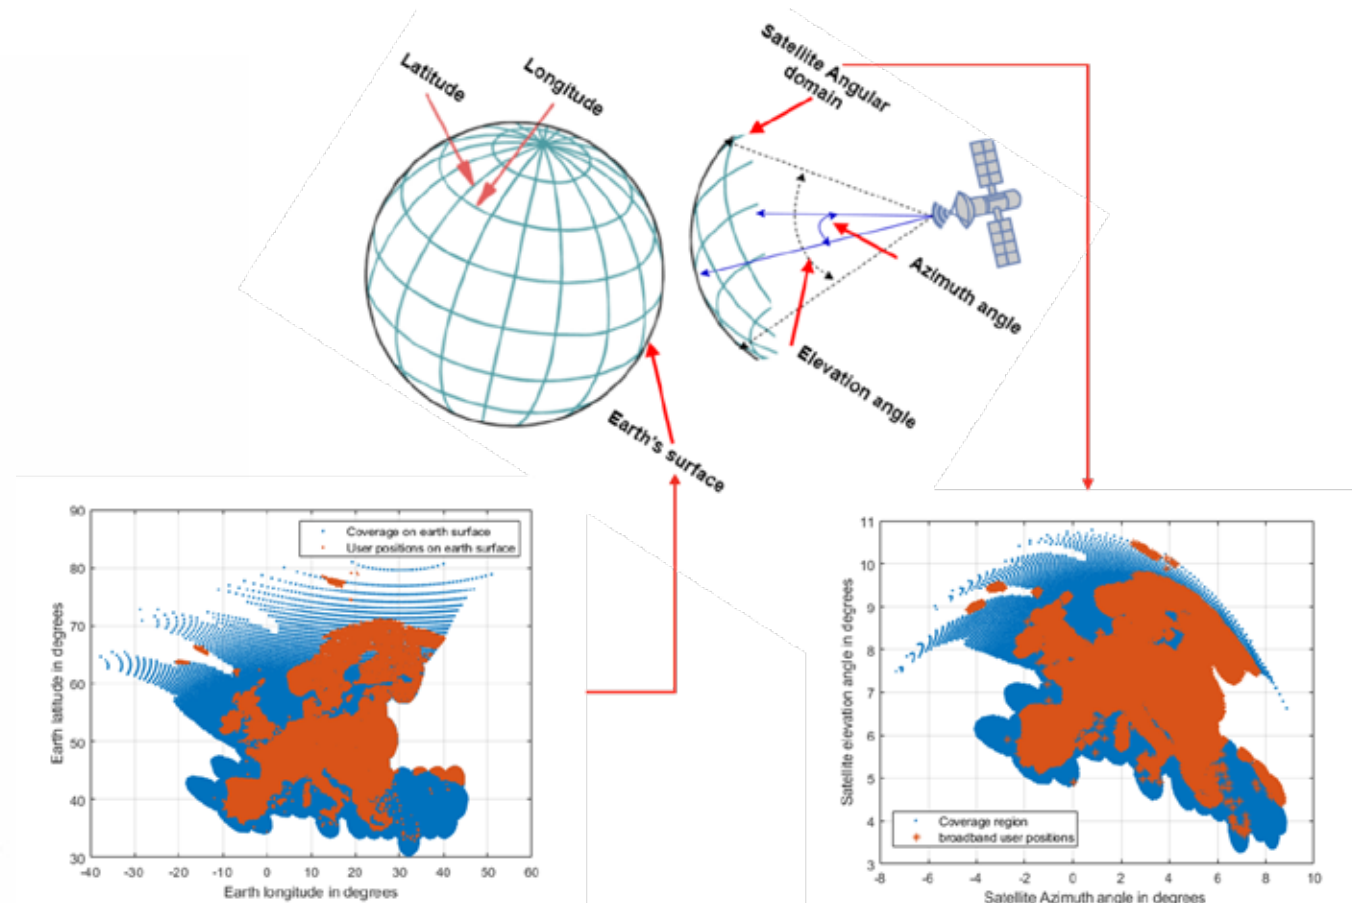 Satellite Angular
domain
Latitude
Longitude
Azimuth angle
Elevation angle
Earth's surface
90
80
70
60
50
40
30
-40
-30
-20
-10
0
10
20
30
40
50
60
Earth latitude in degrees
Earth longitude in degrees
Coverage on earth surface
User positions on earth surface
11
10
9
8
7
6
5
4
3
-8
-6
-4
-2
0
2
4
6
8
10
Satellite elevation angle in degrees
Satellite Azimuth angle in degrees
Coverage region
broadband user positions